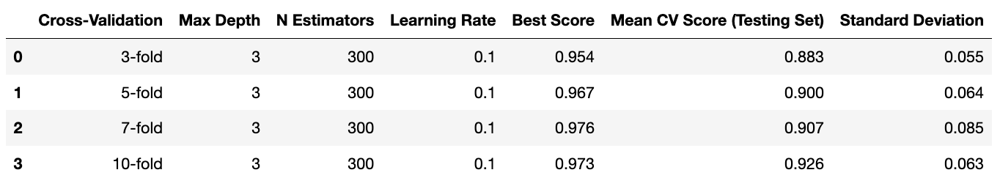 Cross-Validation Max Depth N Estimators Learning Rate Best Score Mean CV Score (Testing Set) Standard Deviation
0 3-fold 3 300 0.1 0.954 0.883 0.055
1 5-fold 3 300 0.1 0.967 0.900 0.064
2 7-fold 3 300 0.1 0.976 0.907 0.085
3 10-fold 3 300 0.1 0.973 0.926 0.063